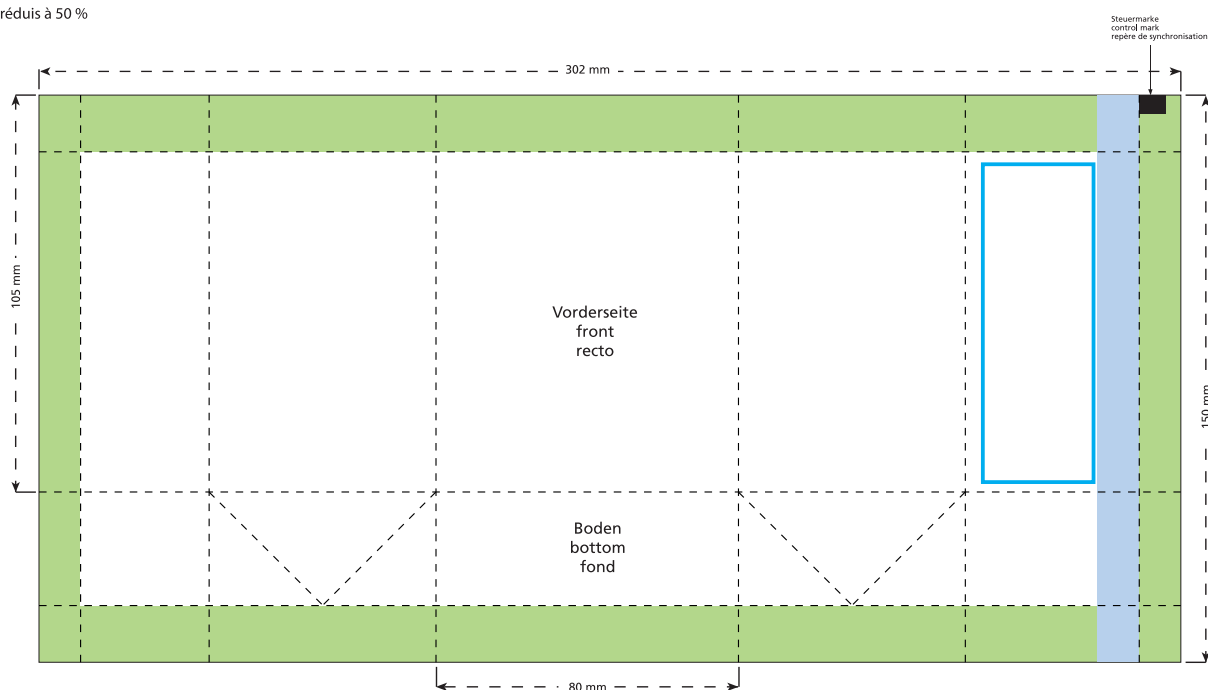 réduis à 50 %
Steuermarke
control mark
repère de synchronisation
302 mm
105 mm
Vorderseite
front
recto
150 mm
Boden
bottom
fond
80 mm